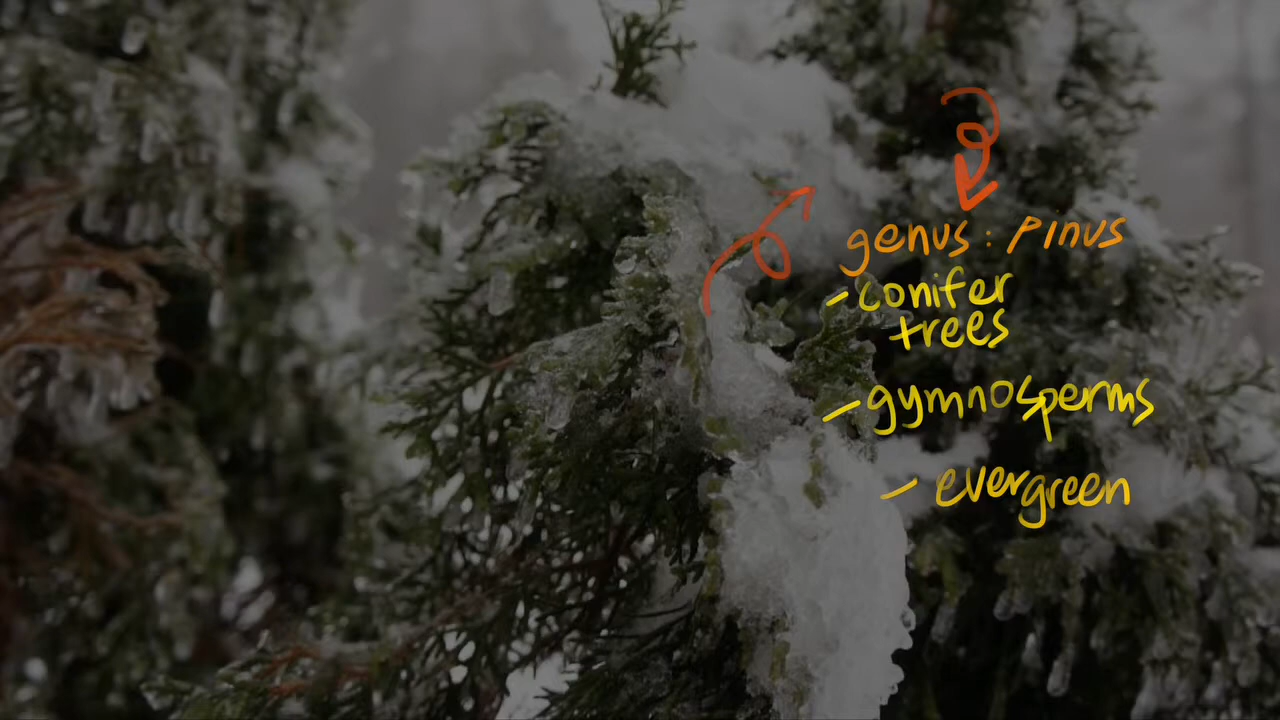 genus: Pinus
- conifer
trees
- gymnosperms
- evergreen